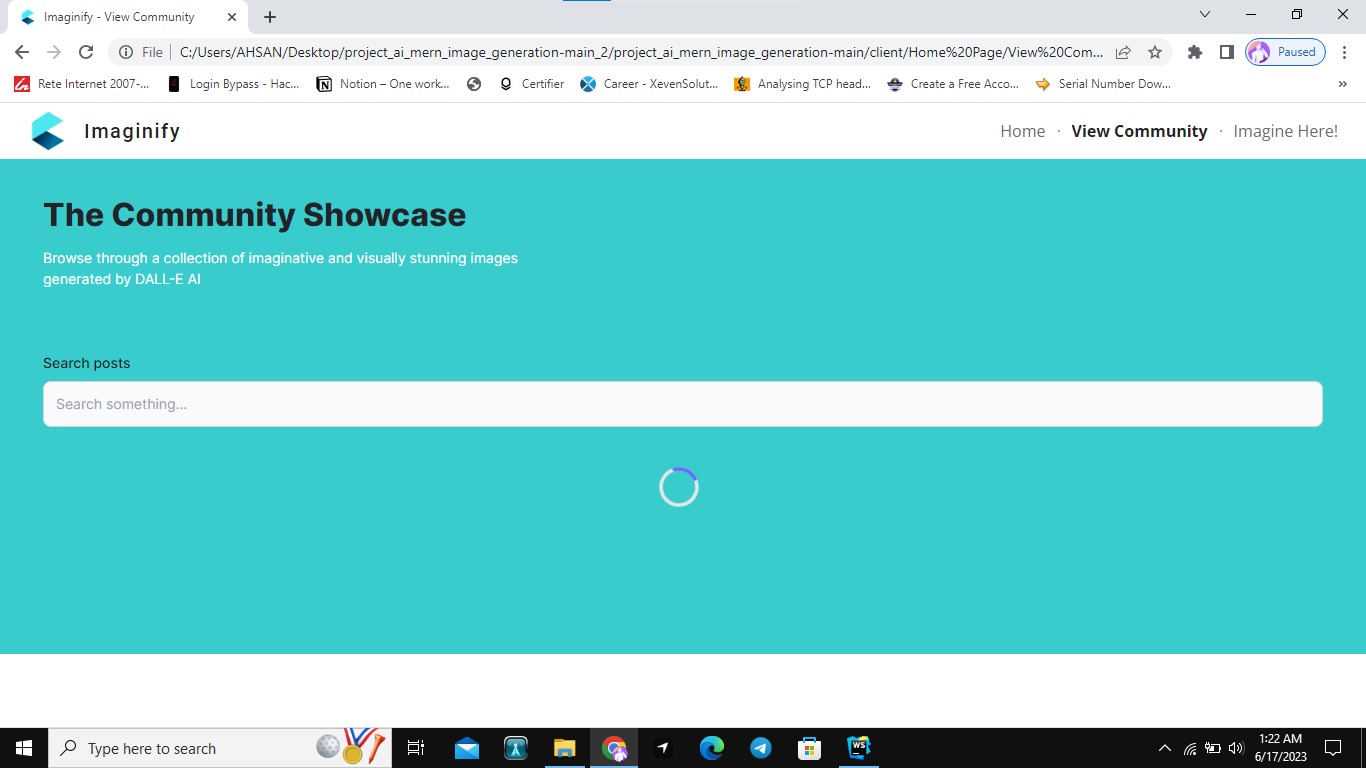 Imaginify - View Community
File
C:/Users/AHSAN/Desktop/project_ai_mern_image_generation-main_2/project_ai_mern_image_generation-main/client/Home%20Page/View%20Com...
Paused
Rete Internet 2007-...
Login Bypass - Hac...
Notion – One work...
Certifier
Career - XevenSolut...
Analysing TCP head...
Create a Free Acco...
Serial Number Dow...
»
Imaginify
Home · View Community · Imagine Here!
The Community Showcase
Browse through a collection of imaginative and visually stunning images
generated by DALL-E AI
Search posts
Search something...
Type here to search
WS
1:22 AM
6/17/2023